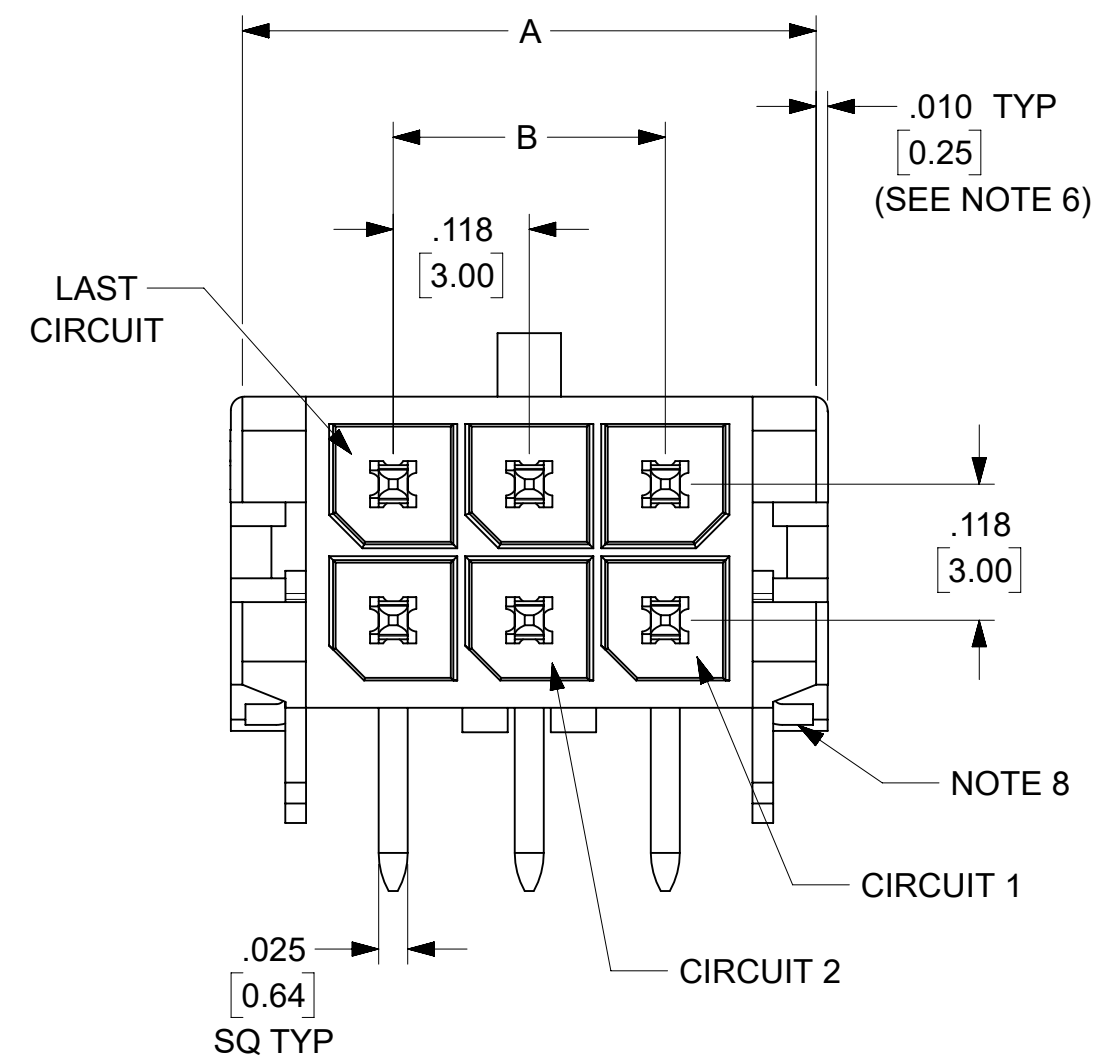 A
.010 TYP
[0.25]
(SEE NOTE 6)
B
.118
[3.00]
LAST
CIRCUIT
.118
[3.00]
NOTE 8
CIRCUIT 1
CIRCUIT 2
.025
[0.64]
SQ TYP